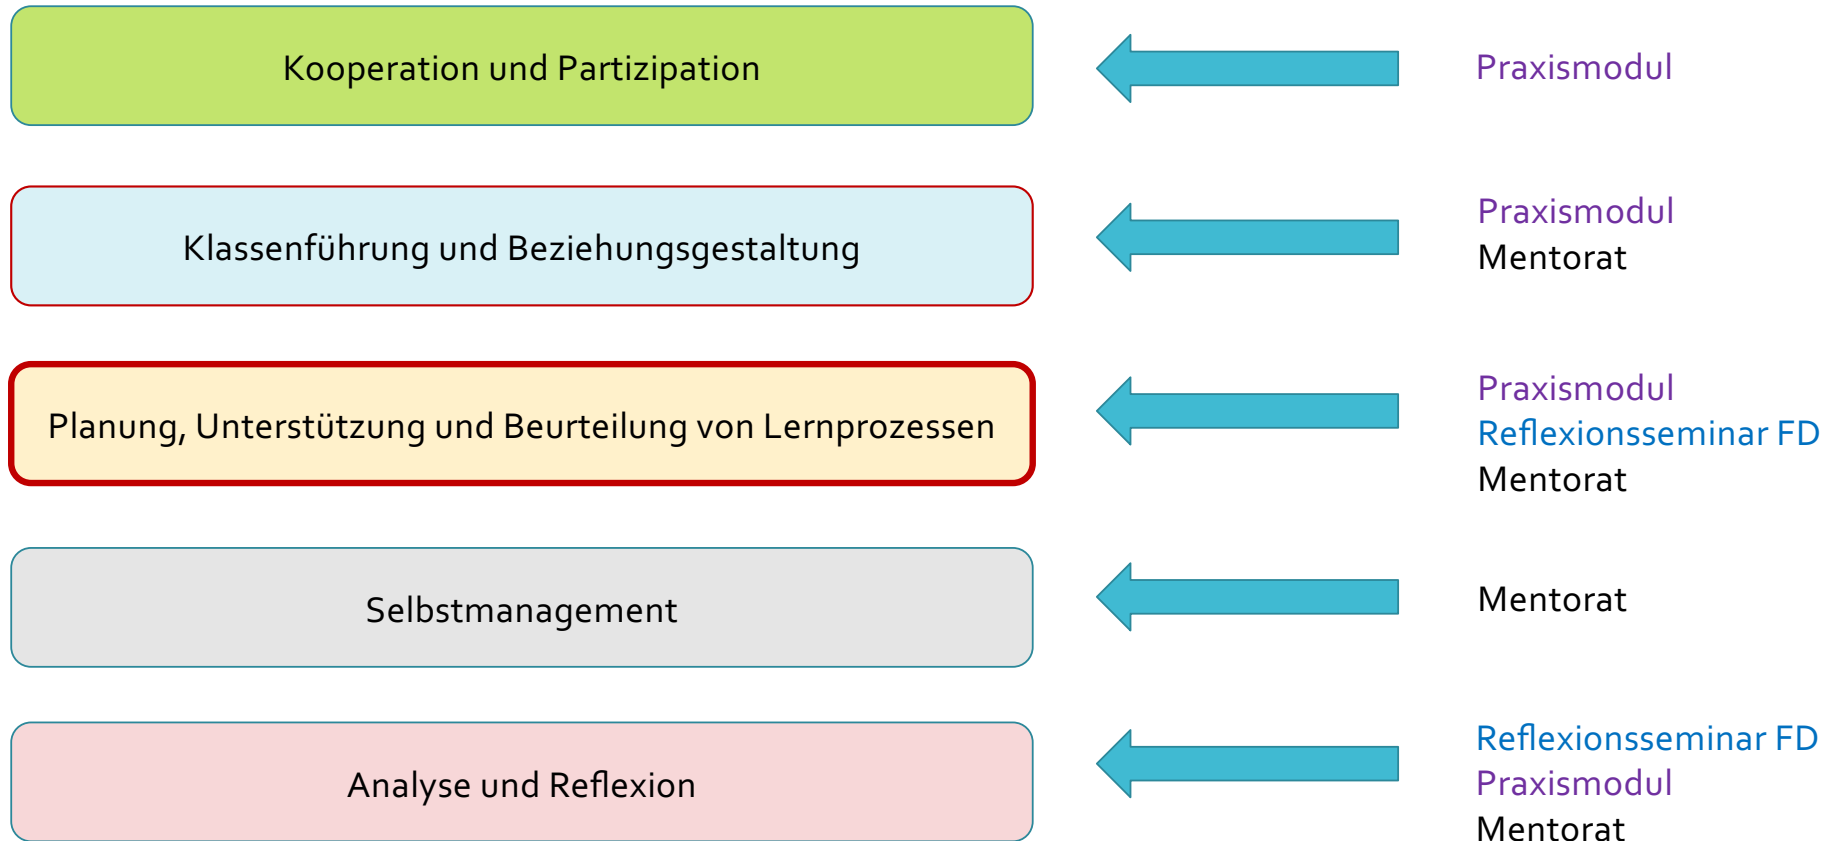 Kooperation und Partizipation
Praxismodul
Klassenführung und Beziehungsgestaltung
Praxismodul
Mentorat
Planung, Unterstützung und Beurteilung von Lernprozessen
Praxismodul
Reflexionsseminar FD
Mentorat
Selbstmanagement
Mentorat
Analyse und Reflexion
Reflexionsseminar FD
Praxismodul
Mentorat